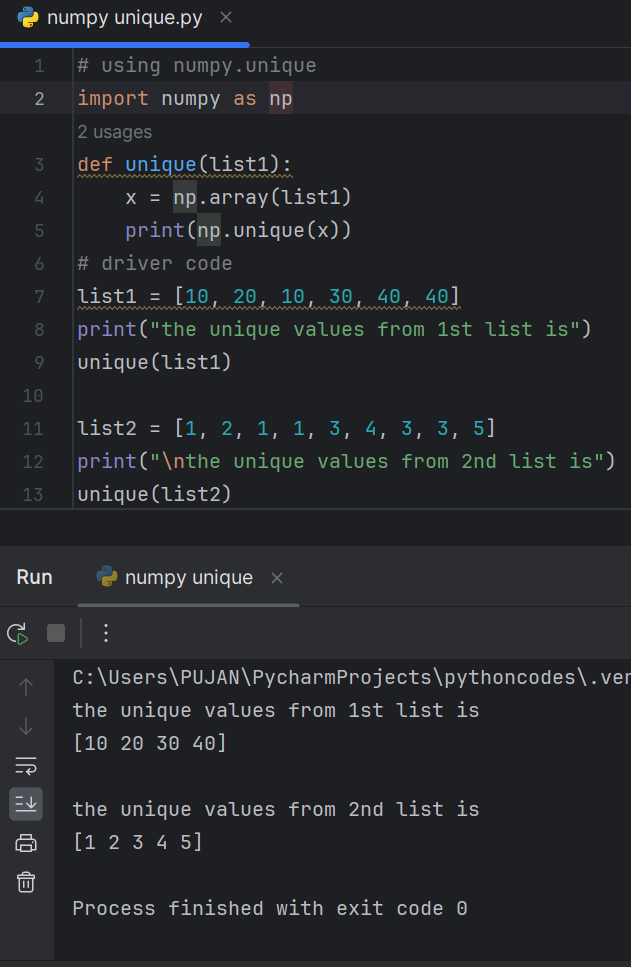 numpy unique.py
1 # using numpy.unique
2 import numpy as np
2 usages
3 def unique(list1):
4     x = np.array(list1)
5     print(np.unique(x))
6 # driver code
7 list1 = [10, 20, 10, 30, 40, 40]
8 print("the unique values from 1st list is")
9 unique(list1)
10
11 list2 = [1, 2, 1, 1, 3, 4, 3, 3, 5]
12 print("\nthe unique values from 2nd list is")
13 unique(list2)
Run numpy unique
C:\Users\PUJAN\PycharmProjects\pythoncodes\.ven
the unique values from 1st list is
[10 20 30 40]
the unique values from 2nd list is
[1 2 3 4 5]
Process finished with exit code 0